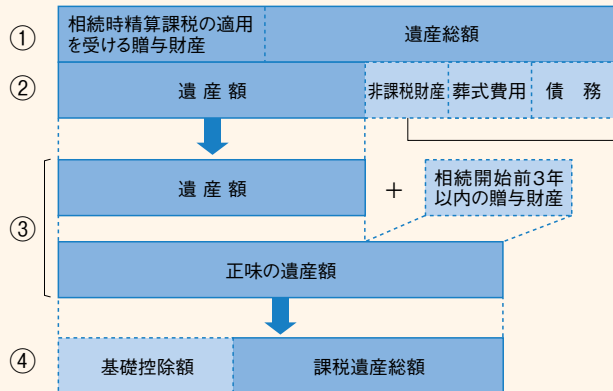 ① 相続時精算課税の適用
を受ける贈与財産 遺産総額
② 遺産額 非課税財産 葬式費用 債務
③ 遺産額 + 相続開始前3年
以内の贈与財産
正味の遺産額
④ 基礎控除額 課税遺産総額